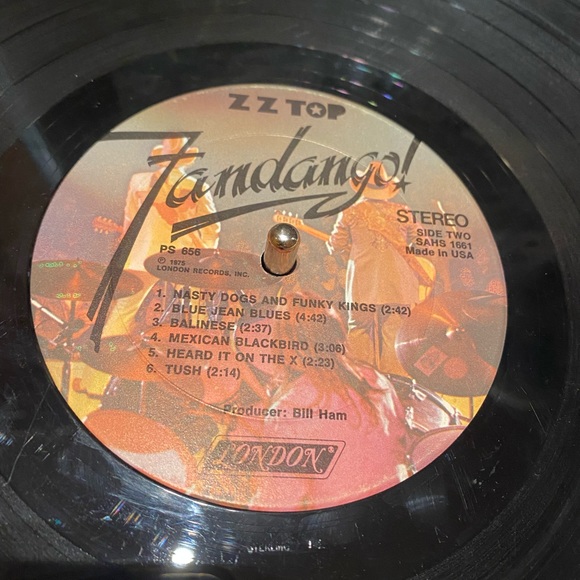 ZZ TOP
Fandango!
STEREO
SIDE TWO
SAHS 1661
Made in USA
PS 656
℗ 1975
LONDON RECORDS, INC.
1. NASTY DOGS AND FUNKY KINGS (2:42)
2. BLUE JEAN BLUES (4:42)
3. BALINESE (2:37)
4. MEXICAN BLACKBIRD (3:06)
5. HEARD IT ON THE X (2:23)
6. TUSH (2:14)
Producer: Bill Ham
LONDON®
STERLING